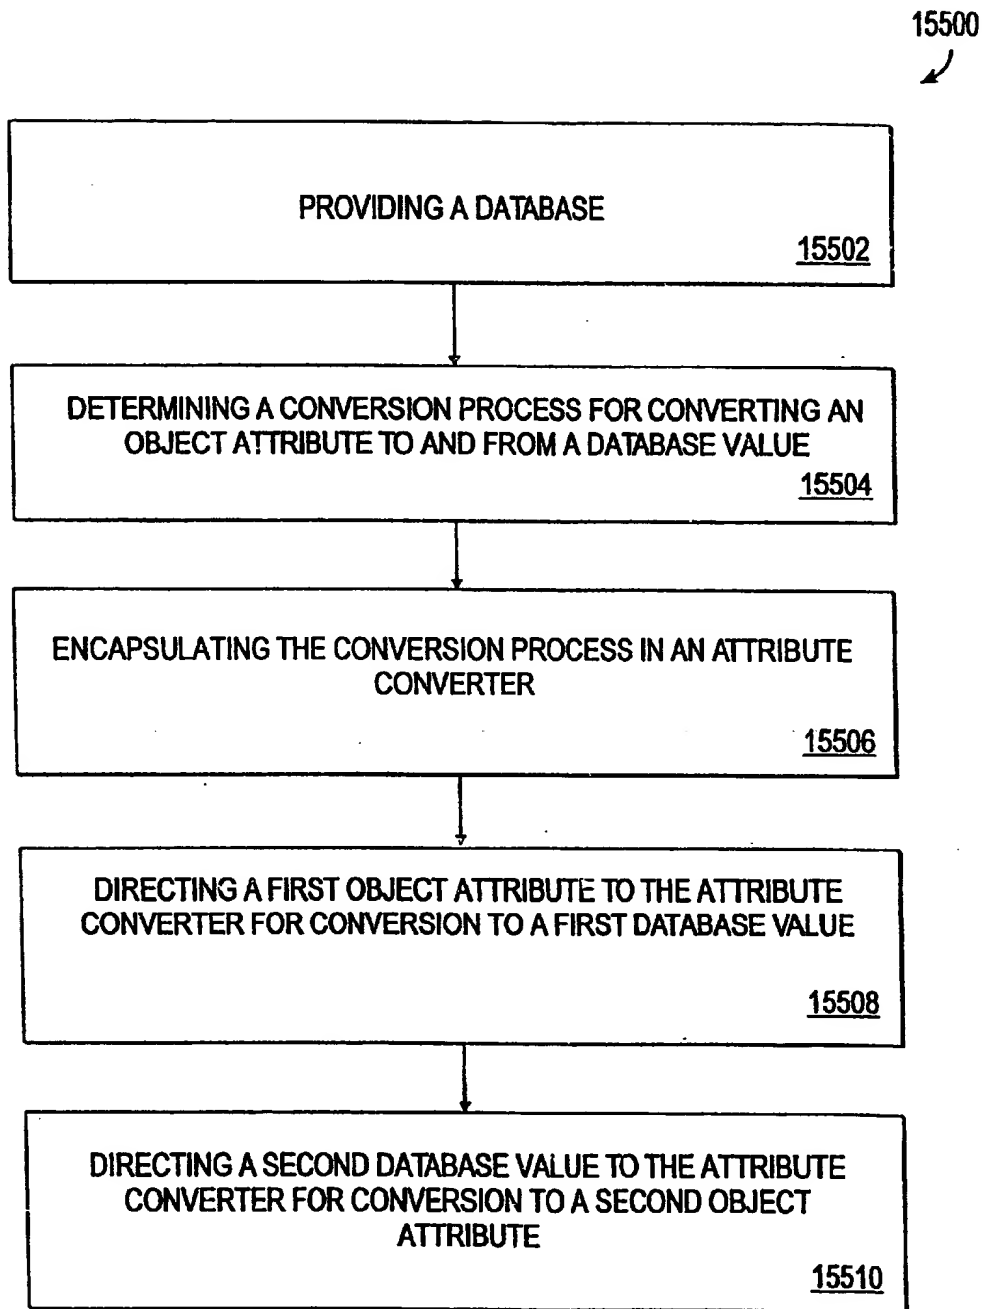 15500
PROVIDING A DATABASE
15502
DETERMINING A CONVERSION PROCESS FOR CONVERTING AN
OBJECT ATTRIBUTE TO AND FROM A DATABASE VALUE
15504
ENCAPSULATING THE CONVERSION PROCESS IN AN ATTRIBUTE
CONVERTER
15506
DIRECTING A FIRST OBJECT ATTRIBUTE TO THE ATTRIBUTE
CONVERTER FOR CONVERSION TO A FIRST DATABASE VALUE
15508
DIRECTING A SECOND DATABASE VALUE TO THE ATTRIBUTE
CONVERTER FOR CONVERSION TO A SECOND OBJECT
ATTRIBUTE
15510